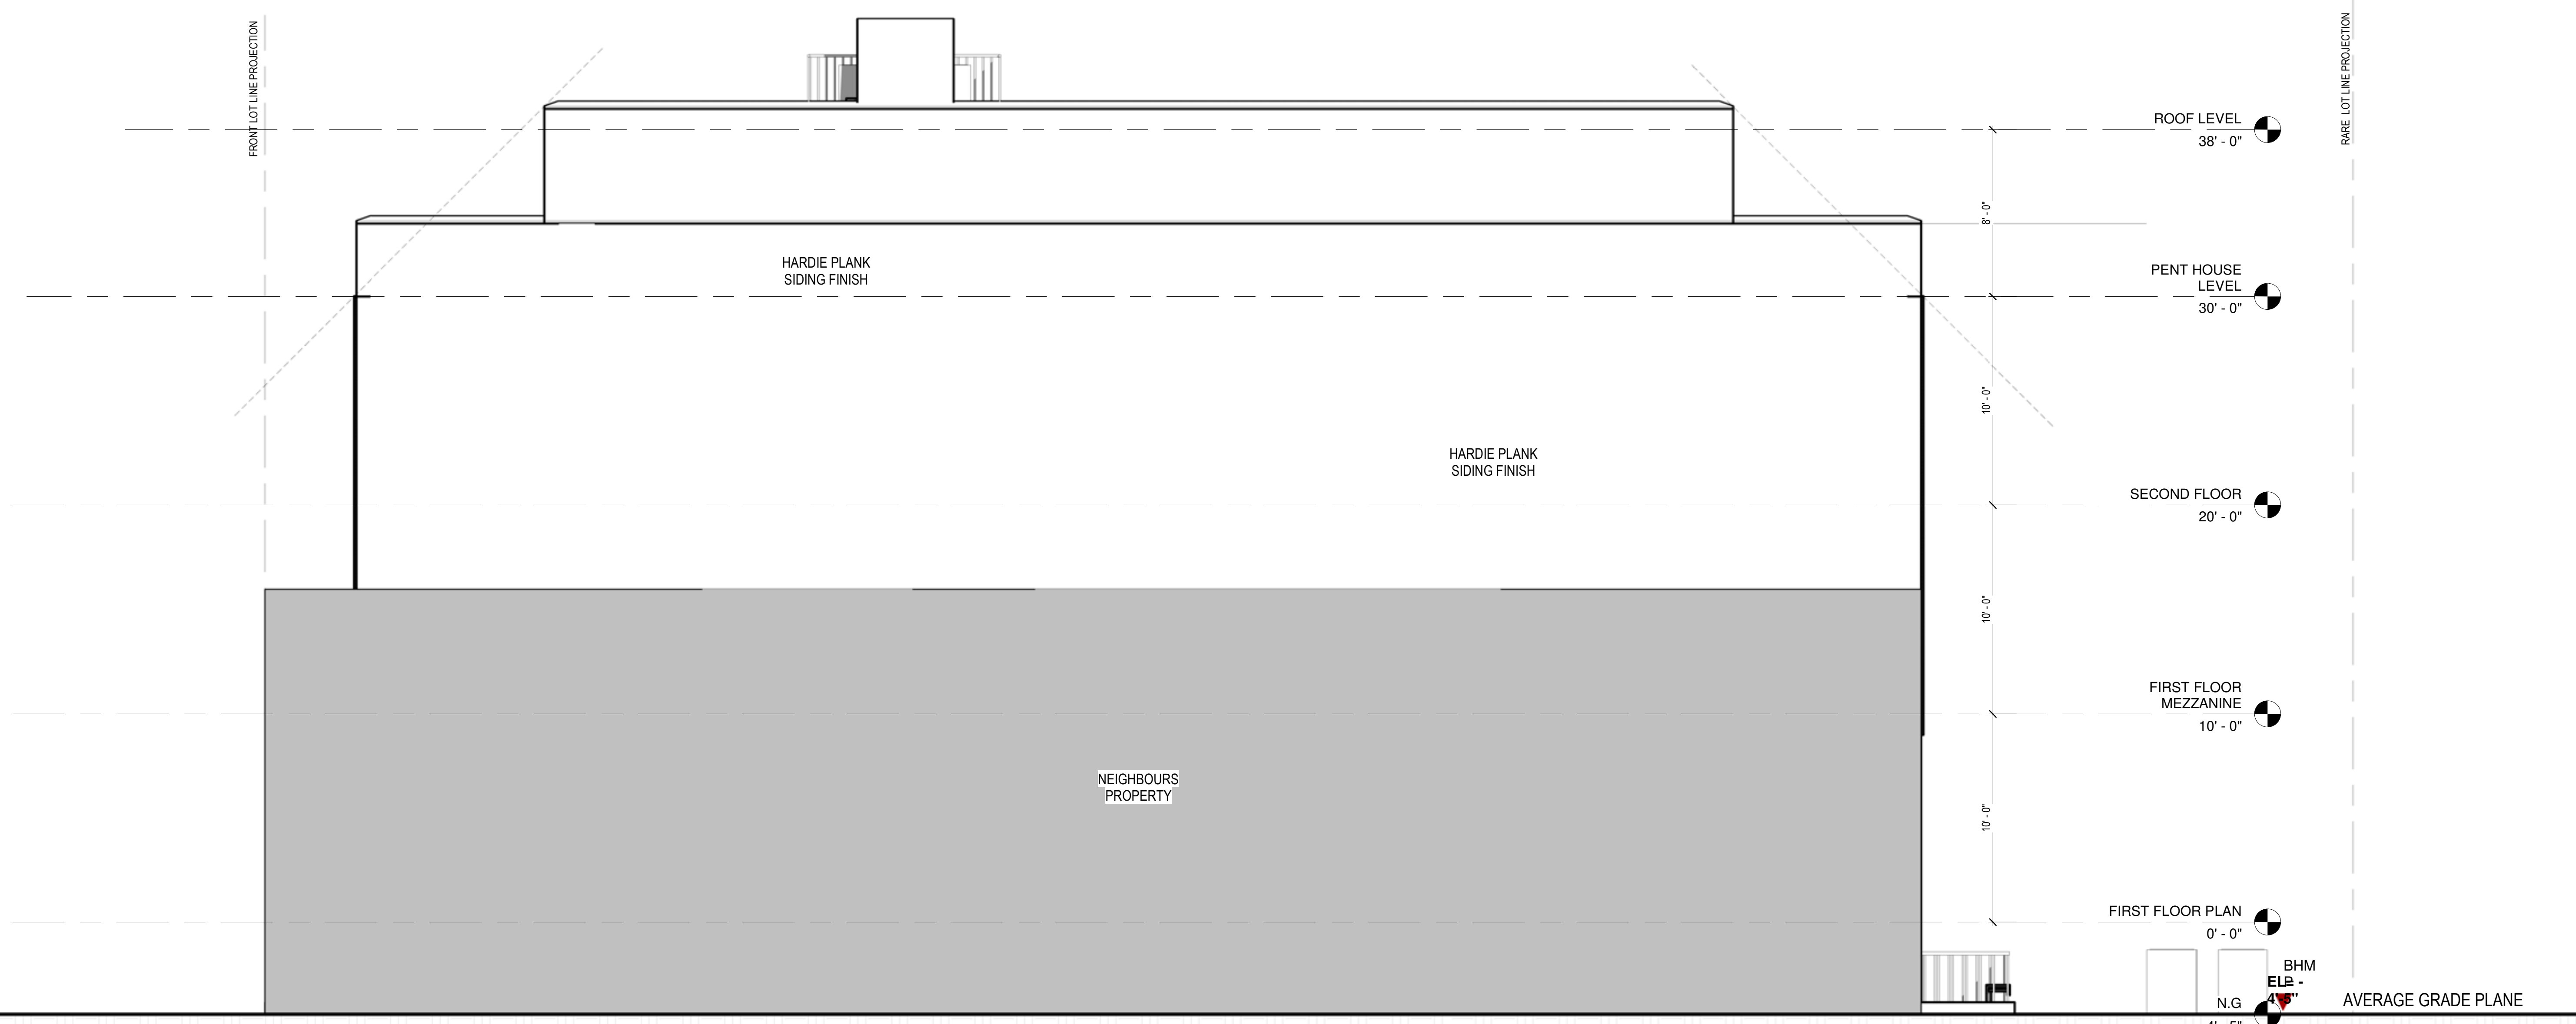 FRONT LOT LINE PROJECTION
RARE LOT LINE PROJECTION
ROOF LEVEL
38' - 0"
8' - 0"
HARDIE PLANK
SIDING FINISH
PENT HOUSE
LEVEL
30' - 0"
10' - 0"
HARDIE PLANK
SIDING FINISH
SECOND FLOOR
20' - 0"
10' - 0"
FIRST FLOOR
MEZZANINE
10' - 0"
NEIGHBOURS
PROPERTY
10' - 0"
FIRST FLOOR PLAN
0' - 0"
BHM
N.G
AVERAGE GRADE PLANE